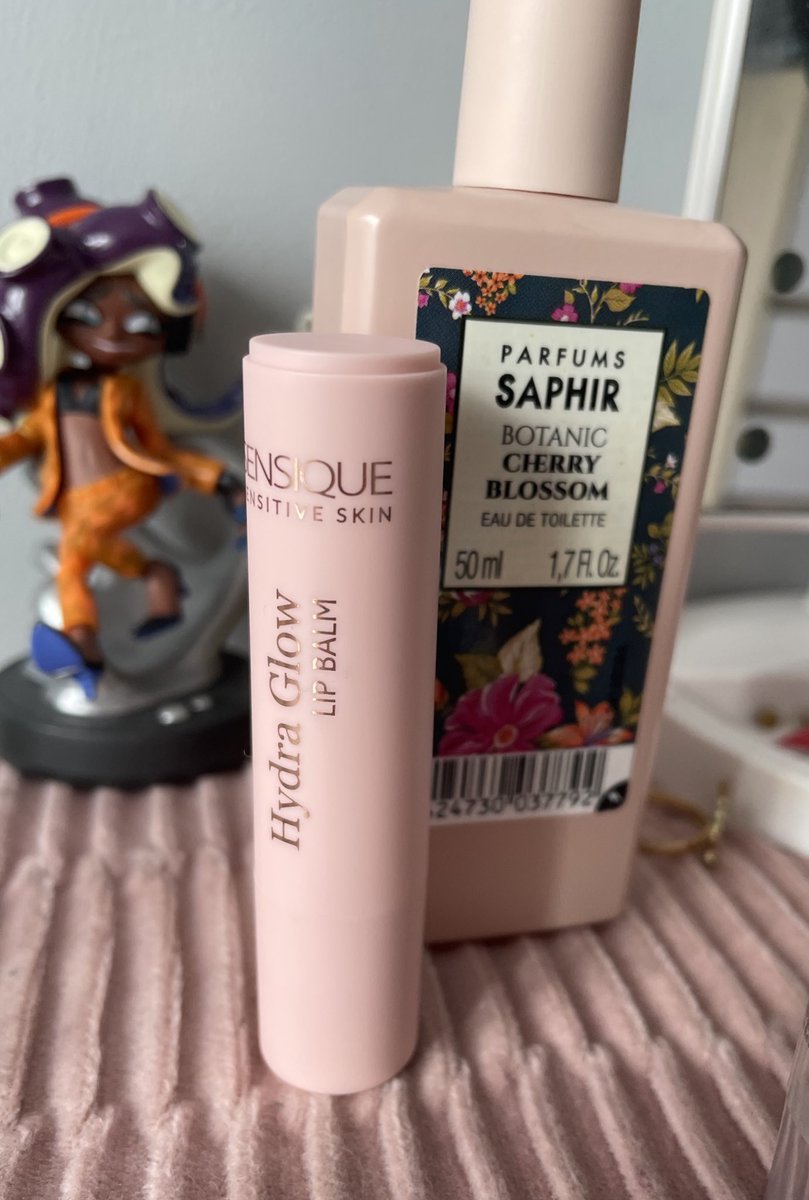 ENSIQUE
ENSITIVE SKIN
Hydra Glow
LIP BALM
PARFUMS
SAPHIR
BOTANIC
CHERRY
BLOSSOM
EAU DE TOILETTE
50 ml 1,7 Fl. Oz.
24730 037792